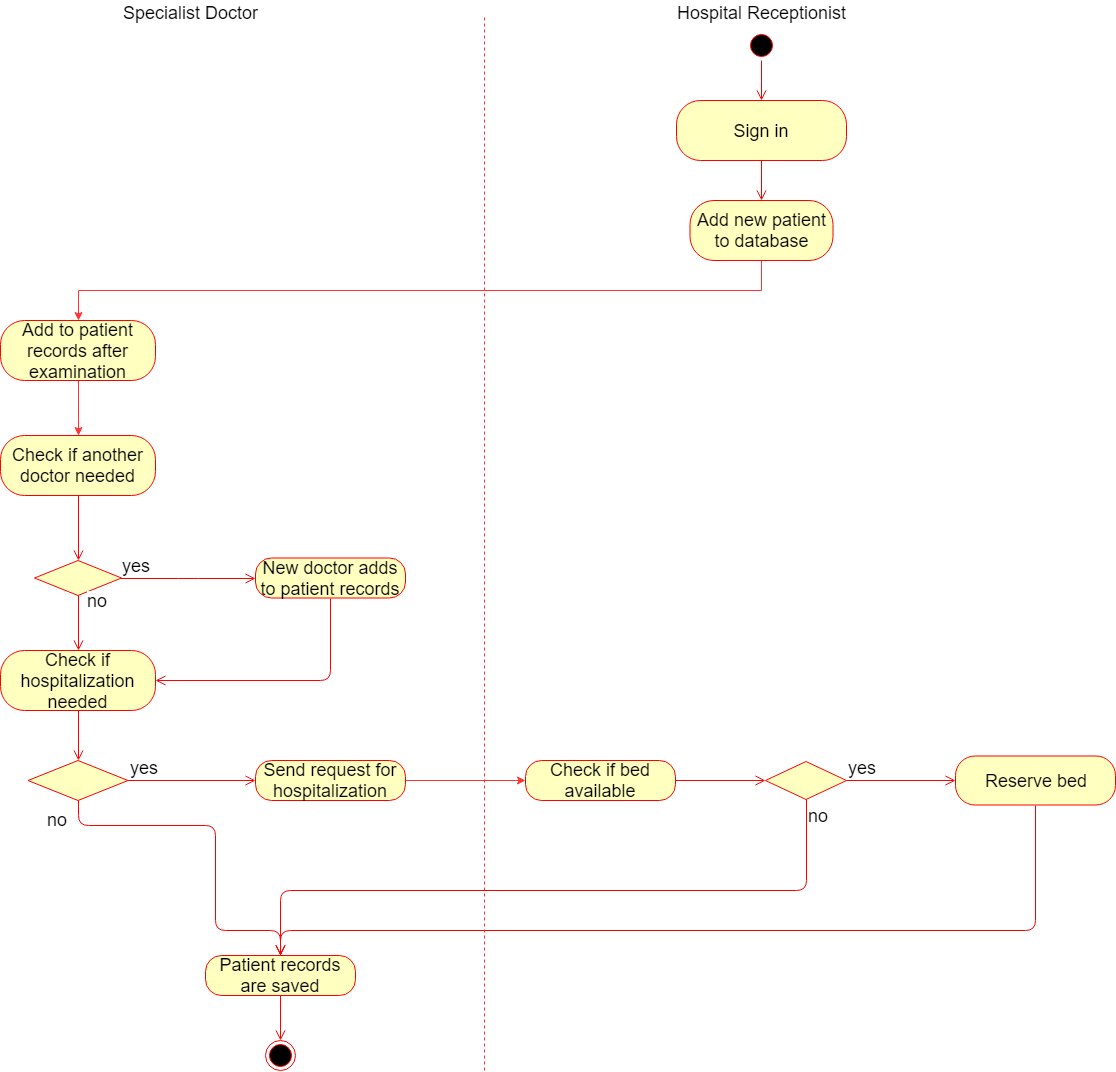 Specialist Doctor
Hospital Receptionist
Sign in
Add new patient
to database
Add to patient
records after
examination
Check if another
doctor needed
yes
New doctor adds
to patient records
no
Check if
hospitalization
needed
yes
Send request for
hospitalization
Check if bed
available
yes
Reserve bed
no
no
Patient records
are saved